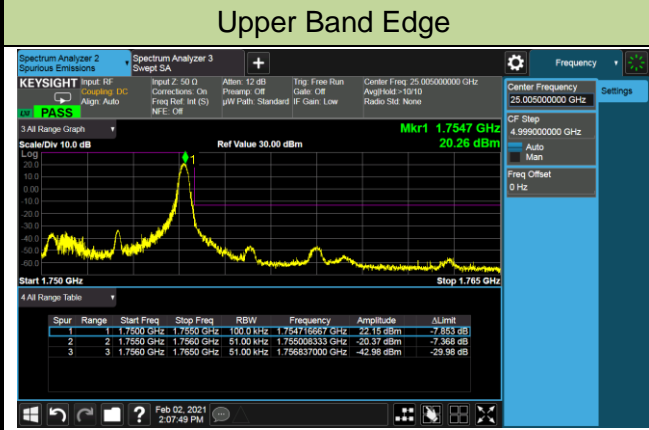 Upper Band Edge
Spectrum Analyzer 2
Spurious Emissions
Spectrum Analyzer 3
Swept SA
Frequency
KEYSIGHT
Input: RF
Coupling: DC
Align: Auto
Input Z: 50 Ω
Corrections: On
Freq Ref: Int (S)
NFE: Off
Atten: 12 dB
Preamp: Off
µW Path: Standard
Trig: Free Run
Gate: Off
IF Gain: Low
Center Freq: 25.005000000 GHz
Avg|Hold:>10/10
Radio Std: None
PASS
Center Frequency
25.005000000 GHz
Settings
CF Step
4.999000000 GHz
Auto
Man
Freq Offset
0 Hz
3 All Range Graph
Mkr1 1.7547 GHz
Scale/Div 10.0 dB
Ref Value 30.00 dBm
20.26 dBm
Log
1
20.0
10.0
0.00
-10.0
-20.0
-30.0
-40.0
-50.0
-60.0
Start 1.750 GHz
Stop 1.765 GHz
4 All Range Table
Spur Range Start Freq Stop Freq RBW Frequency Amplitude ΔLimit
1 1 1.7500 GHz 1.7550 GHz 100.0 kHz 1.754716667 GHz 22.15 dBm -7.853 dB
2 2 1.7550 GHz 1.7560 GHz 51.00 kHz 1.755008333 GHz -20.37 dBm -7.368 dB
3 3 1.7560 GHz 1.7650 GHz 51.00 kHz 1.756837000 GHz -42.98 dBm -29.98 dB
Feb 02, 2021
2:07:49 PM